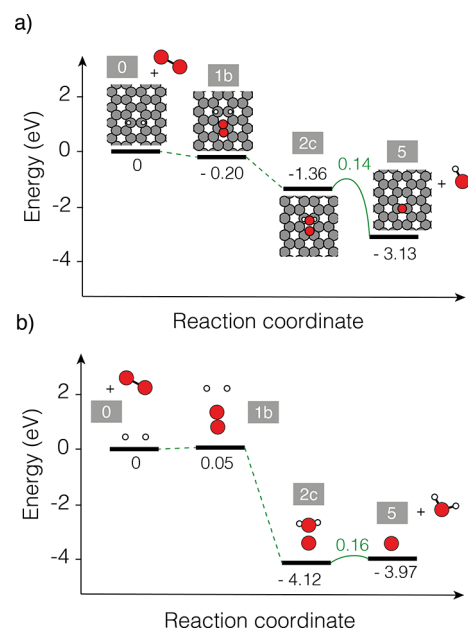 a)
0
+
1b
2c
5
+
2
0
-2
-4
Energy (eV)
0
- 0.20
-1.36
0.14
- 3.13
Reaction coordinate
b)
+
0
1b
2c
5
+
2
0
-2
-4
Energy (eV)
0
0.05
- 4.12
0.16
- 3.97
Reaction coordinate